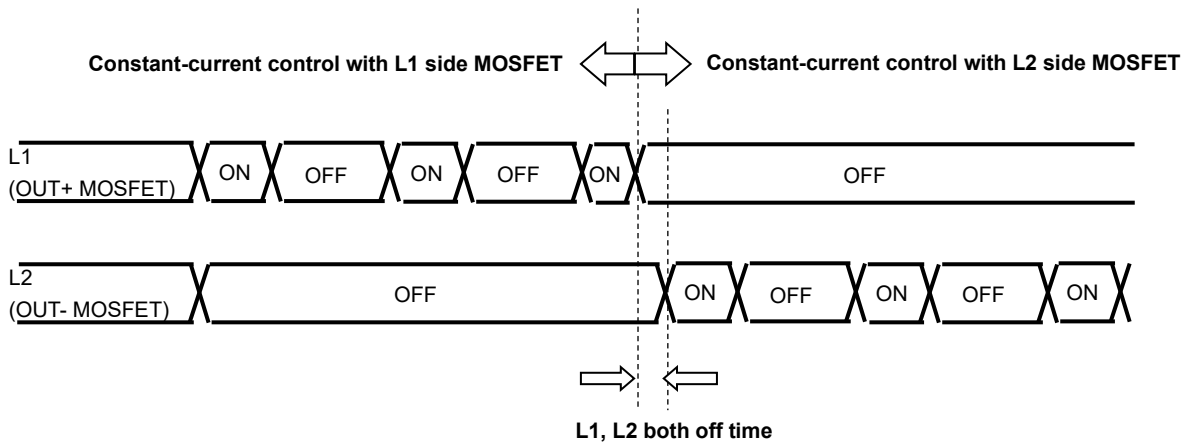 Constant-current control with L1 side MOSFET
Constant-current control with L2 side MOSFET
L1
(OUT+ MOSFET)
ON
OFF
ON
OFF
ON
OFF
L2
(OUT- MOSFET)
OFF
ON
OFF
ON
OFF
ON
L1, L2 both off time